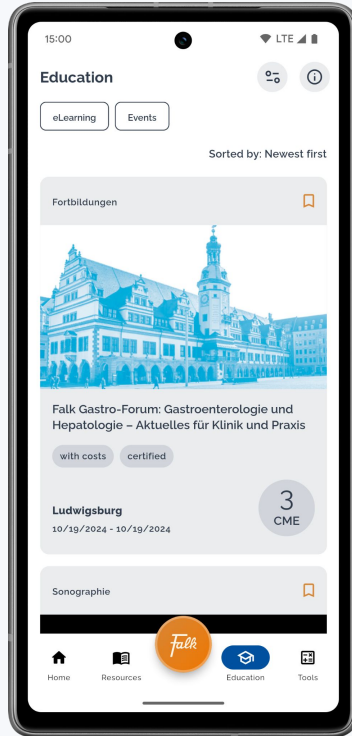 15:00
LTE
Education
eLearning
Events
Sorted by: Newest first
Fortbildungen
Falk Gastro-Forum: Gastroenterologie und
Hepatologie – Aktuelles für Klinik und Praxis
with costs
certified
Ludwigsburg
10/19/2024 - 10/19/2024
3
CME
Sonographie
Falk
Home
Resources
Education
Tools